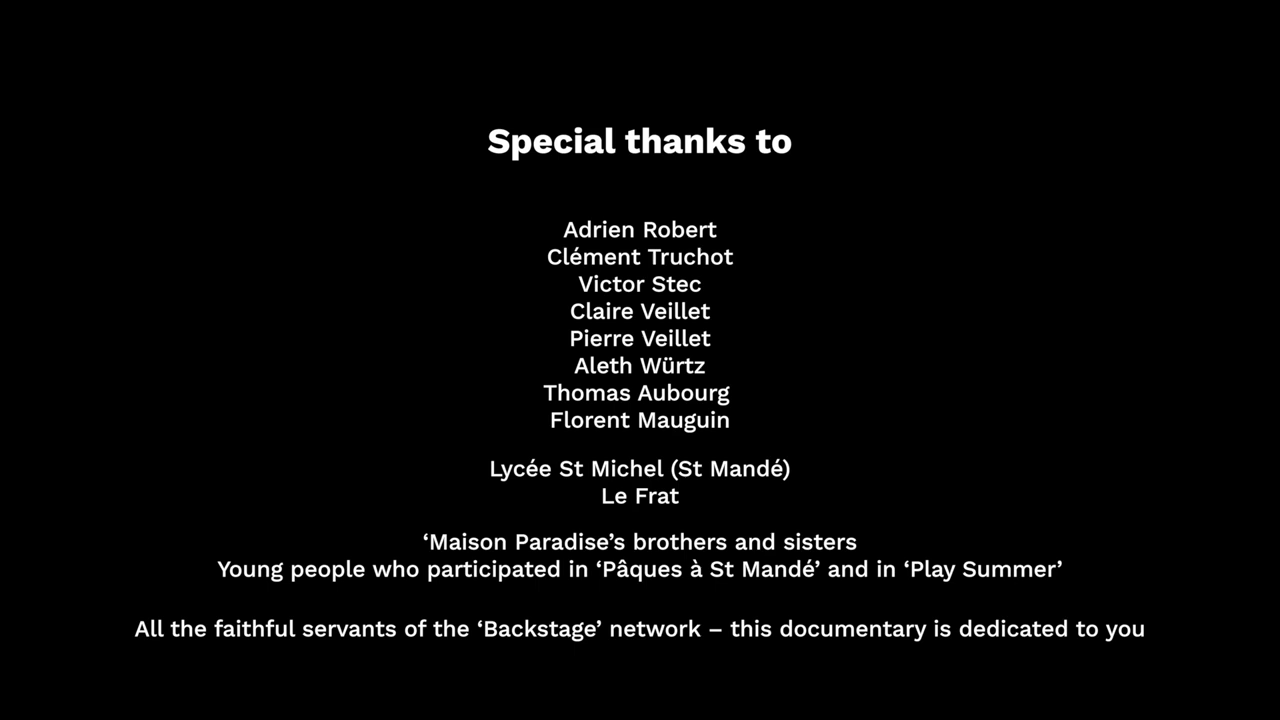 Special thanks to
Adrien Robert
Clément Truchot
Victor Stec
Claire Veillet
Pierre Veillet
Aleth Würtz
Thomas Aubourg
Florent Mauguin
Lycée St Michel (St Mandé)
Le Frat
‘Maison Paradise’s brothers and sisters
Young people who participated in ‘Pâques à St Mandé’ and in ‘Play Summer’
All the faithful servants of the ‘Backstage’ network – this documentary is dedicated to you